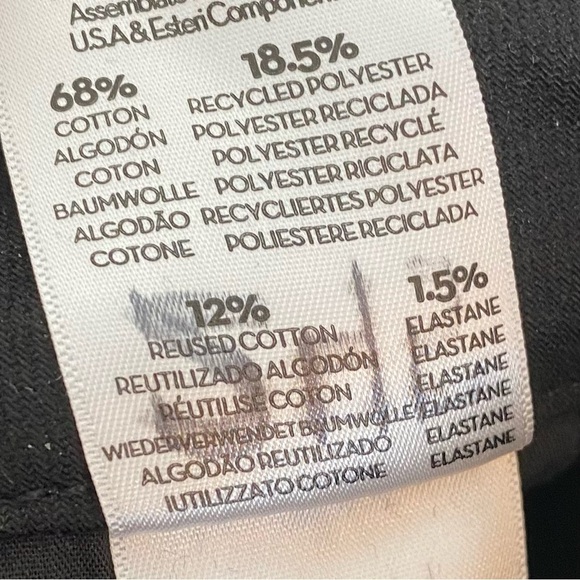 Assemblato
U.S.A & Esteri Component
68%
COTTON
ALGODÓN
COTON
BAUMWOLLE
ALGODÃO
COTONE
18.5%
RECYCLED POLYESTER
POLYESTER RECICLADA
POLYESTER RECYCLÉ
POLYESTER RICICLATA
RECYCLIERTES POLYESTER
POLIESTERE RECICLADA
12%
REUSED COTTON
REUTILIZADO ALGODÓN
RÉUTILISÉ COTON
WIEDERVERWENDET BAUMWOLLE
ALGODÃO REUTILIZADO
IUTILIZZATO COTONE
1.5%
ELASTANE
ELASTANE
ELASTANE
ELASTANE
ELASTANE
ELASTANE